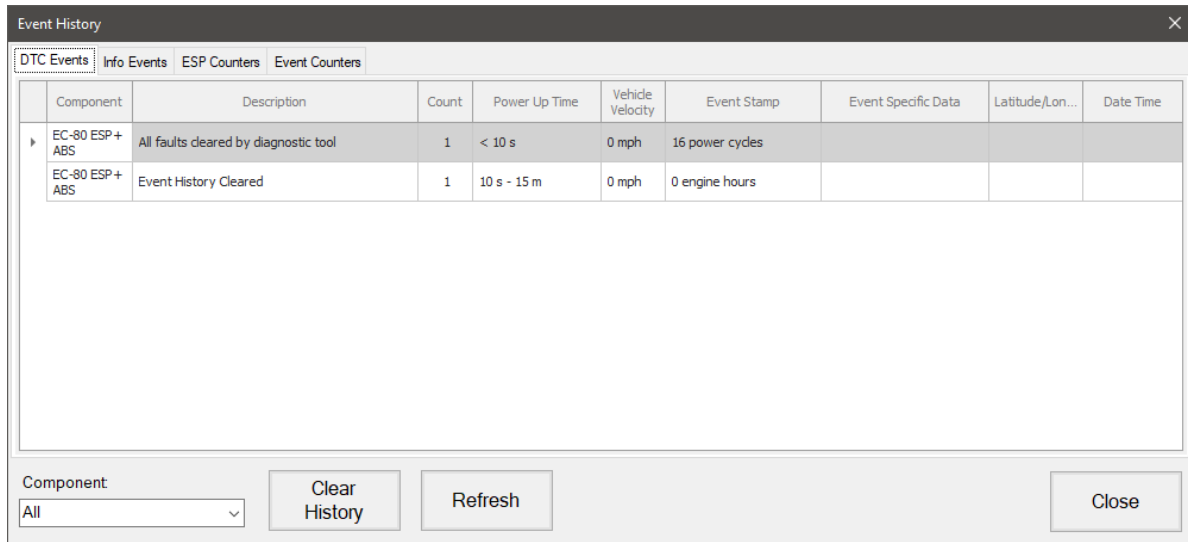 Event History
DTC Events Info Events ESP Counters Event Counters
Component Description Count Power Up Time Vehicle Velocity Event Stamp Event Specific Data Latitude/Lon... Date Time
EC-80 ESP+ ABS All faults cleared by diagnostic tool 1 < 10 s 0 mph 16 power cycles
EC-80 ESP+ ABS Event History Cleared 1 10 s - 15 m 0 mph 0 engine hours
Component
All
Clear History
Refresh
Close